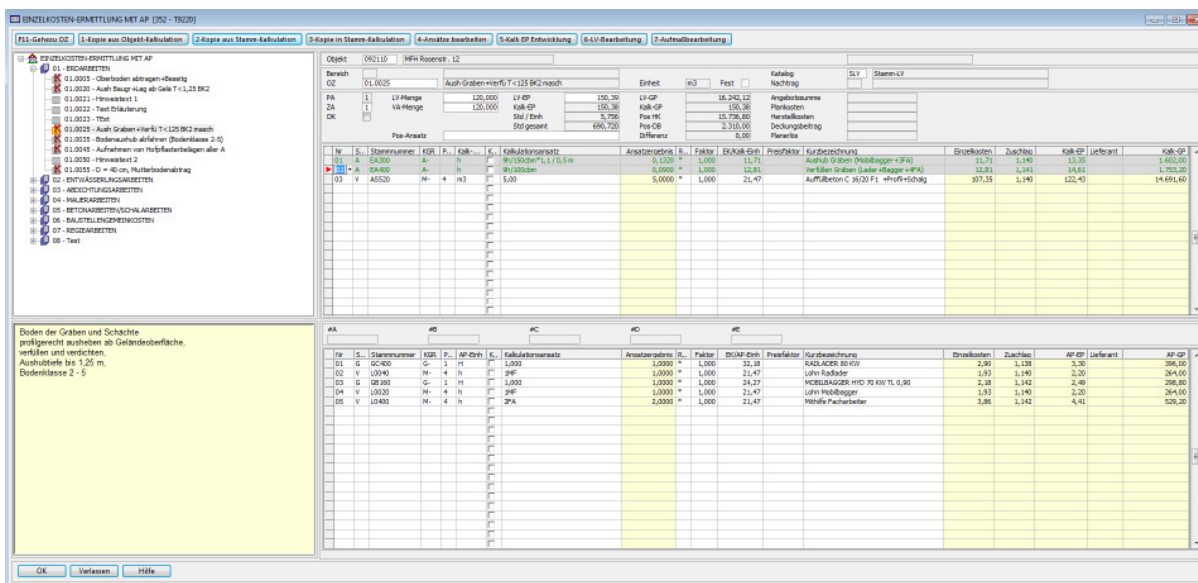 EINZELKOSTEN-ERMITTLUNG MIT AP [352 - T9220]
F11-Gehezu OZ 1-Kopie aus Objekt-Kalkulation 2-Kopie aus Stamm-Kalkulation 3-Kopie in Stamm-Kalkulation 4-Ansätze bearbeiten 5-Kalk EP Entwicklung 6-LV-Bearbeitung 7-Aufmaßbearbeitung
EINZELKOSTEN-ERMITTLUNG MIT AP
01 - ERDARBEITEN
01.0005 - Oberboden abtragen+Beseitg
01.0020 - Aush Baugr+Lag ab Gelä T<1,25 BK2
01.0021 - Hinweistext 1
01.0022 - Text Erläuterung
01.0023 - TEst
01.0025 - Aush Graben+Verfü T<125 BK2 masch
01.0035 - Bodenaushub abfahren (Bodenklasse 2-5)
01.0045 - Aufnehmen von Hofpflasterbelägen aller A
01.0050 - Hinweistext 2
01.0055 - D = 40 cm, Mutterbodenabtrag
02 - ENTWÄSSERUNGSARBEITEN
03 - ABDICHTUNGSARBEITEN
04 - MAUERARBEITEN
05 - BETONARBEITEN/SCHALARBEITEN
06 - BAUSTELLENGEMEINKOSTEN
07 - REGIEARBEITEN
08 - Test
Objekt 092110 MFH Rosenstr. 12
Bereich Katalog SLV Stamm-LV
OZ 01.0025 Aush Graben+Verfü T<125 BK2 masch Einheit m3 Fest Nachtrag
PA 1 LV-Menge 120,000 LV-EP 150,39 LV-GP 16.242,12 Angebotssumme
ZA 1 VA-Menge 120,000 Kalk-EP 150,38 Kalk-GP 150,38 Plankosten
OK Std / Einh 5,756 Pos HK 15.736,80 Herstellkosten
Std gesamt 690,720 Pos-DB 2.310,00 Deckungsbeitrag
Pos-Ansatz Differenz 0,00 Planerlös
Nr S.. Stammnummer KGR P.. Kalk-... K.. Kalkulationsansatz Ansatzergebnis R.. Faktor EK/Kalk-Einh Preisfaktor Kurzbezeichnung Einzelkosten Zuschlag Kalk-EP Lieferant Kalk-GP
01 A EA300 A- h 9h/150cbm*1,1 / 0,5 m 0,1320 * 1,000 11,71 Aushub Gräben (Mobilbagger +3FA) 11,71 1,140 13,35 1.602,00
02 A EA400 A- h 9h/100cbm 0,0900 * 1,000 12,81 Verfüllen Gräben (Lader+Bagger +4FA) 12,81 1,141 14,61 1.753,20
03 V ASS20 M- 4 m3 5,00 5,0000 * 1,000 21,47 Auffüllbeton C 16/20 F1 +Profil+Schalg 107,35 1,140 122,43 14.691,60
Boden der Gräben und Schächte
profilgerecht ausheben ab Geländeoberfläche,
verfüllen und verdichten,
Aushubtiefe bis 1,25 m,
Bodenklasse 2 - 5
#A #B #C #D #E
Nr S.. Stammnummer KGR P.. AP-Einh K.. Kalkulationsansatz Ansatzergebnis R.. Faktor EK/AP-Einh Preisfaktor Kurzbezeichnung Einzelkosten Zuschlag AP-EP Lieferant AP-GP
01 G GC400 G- 1 H 1,000 1,0000 * 1,000 32,18 RADLADER 80 KW 2,90 1,138 3,30 396,00
02 V L0040 M- 4 h 1MF 1,0000 * 1,000 21,47 Lohn Radlader 1,93 1,140 2,20 264,00
03 G GB160 G- 1 H 1,000 1,0000 * 1,000 24,27 MOBILBAGGER HYD 70 KW TL 0,90 2,18 1,142 2,49 298,80
04 V L0020 M- 4 h 1MF 1,0000 * 1,000 21,47 Lohn Mobilbagger 1,93 1,140 2,20 264,00
05 V L0400 M- 4 h 2FA 2,0000 * 1,000 21,47 Mithilfe Facharbeiter 3,86 1,142 4,41 529,20
OK Verlassen Hilfe